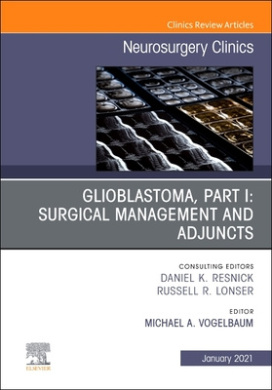 Clinics Review Articles
Neurosurgery Clinics
GLIOBLASTOMA, PART I:
SURGICAL MANAGEMENT AND
ADJUNCTS
CONSULTING EDITORS
DANIEL K. RESNICK
RUSSELL R. LONSER
EDITOR
MICHAEL A. VOGELBAUM
ELSEVIER
January 2021